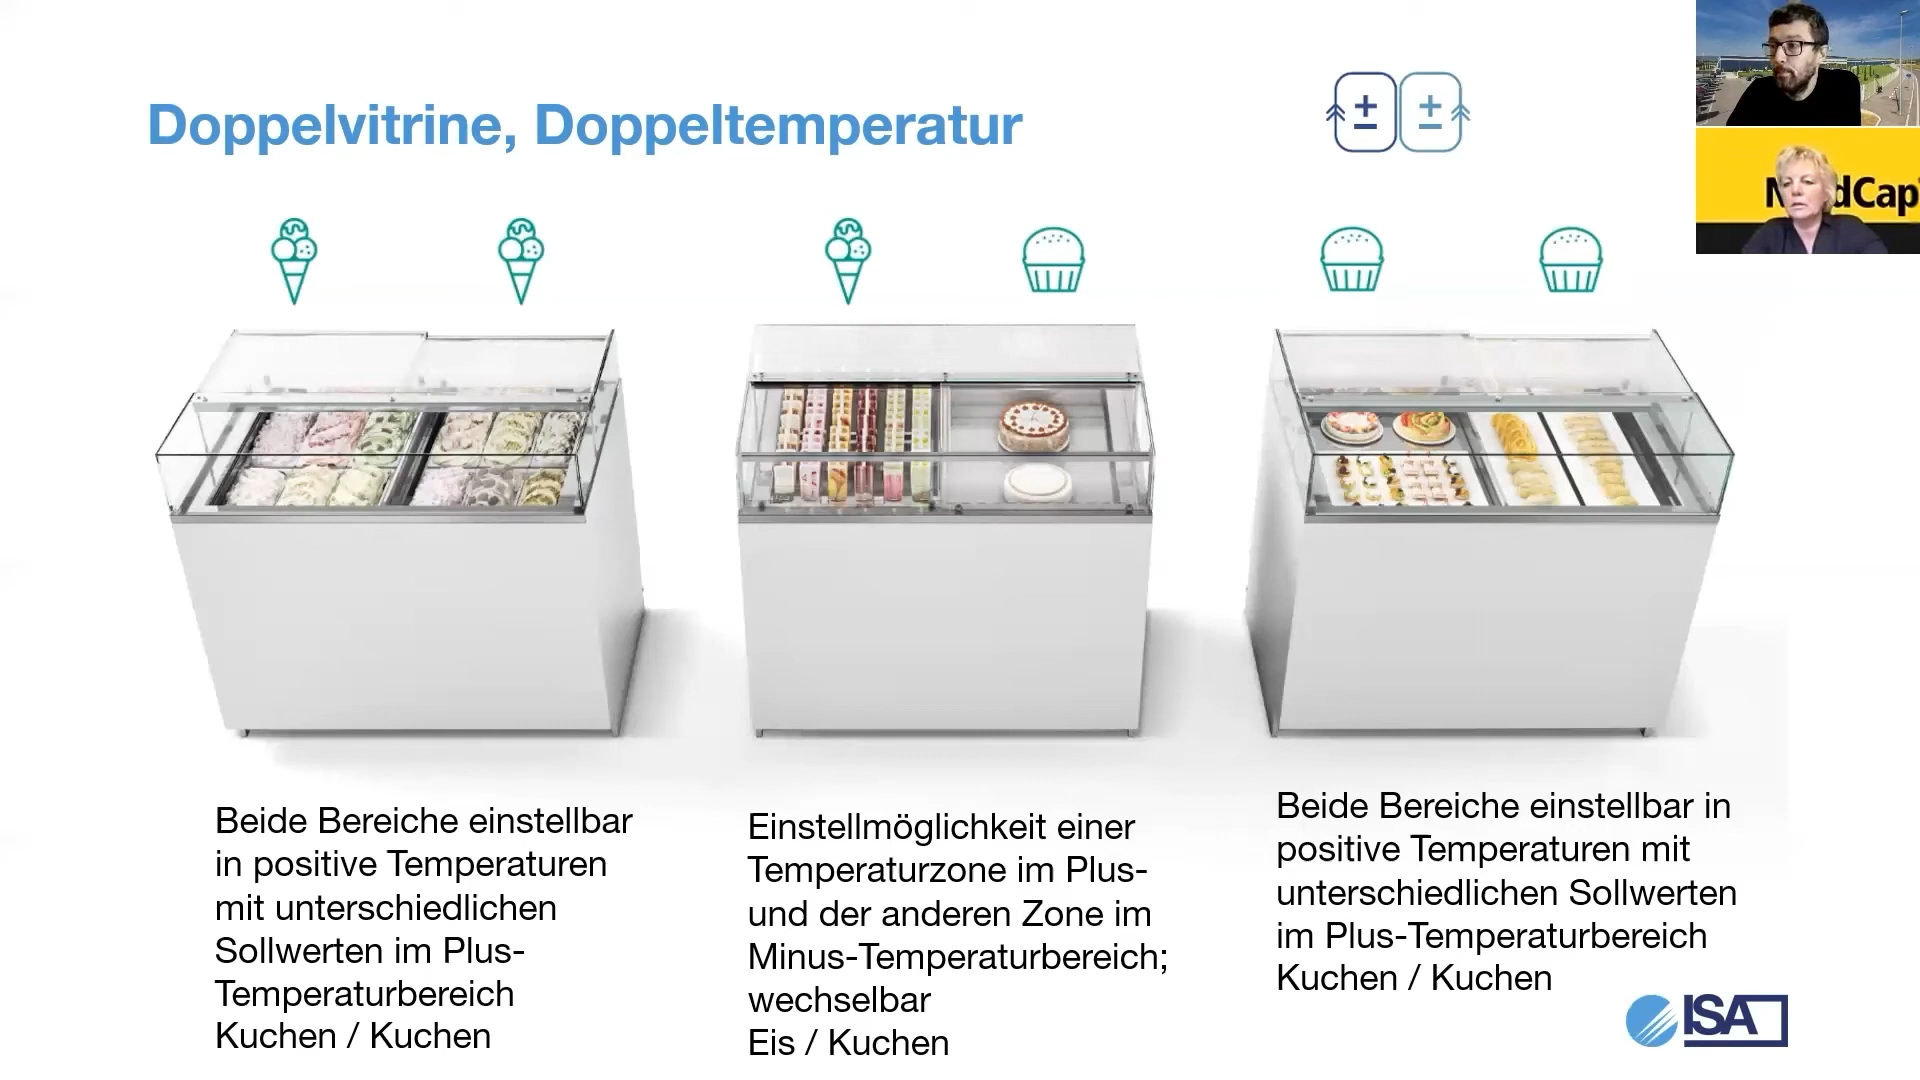 Doppelvitrine, Doppeltemperatur
Beide Bereiche einstellbar
in positive Temperaturen
mit unterschiedlichen
Sollwerten im Plus-
Temperaturbereich
Kuchen / Kuchen
Einstellmöglichkeit einer
Temperaturzone im Plus-
und der anderen Zone im
Minus-Temperaturbereich;
wechselbar
Eis / Kuchen
Beide Bereiche einstellbar in
positive Temperaturen mit
unterschiedlichen Sollwerten
im Plus-Temperaturbereich
Kuchen / Kuchen
ISA